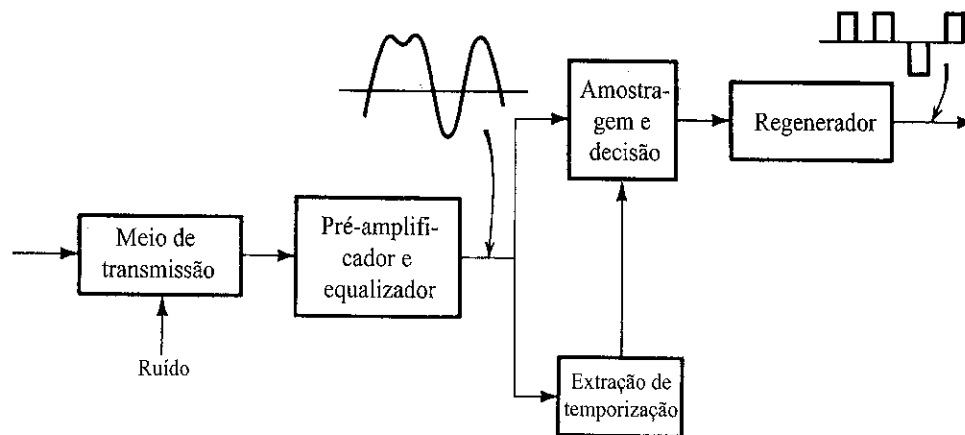 Meio de
transmissão
Ruído
Pré-amplifi-
cador e
equalizador
Amostra-
gem e
decisão
Extração de
temporização
Regenerador